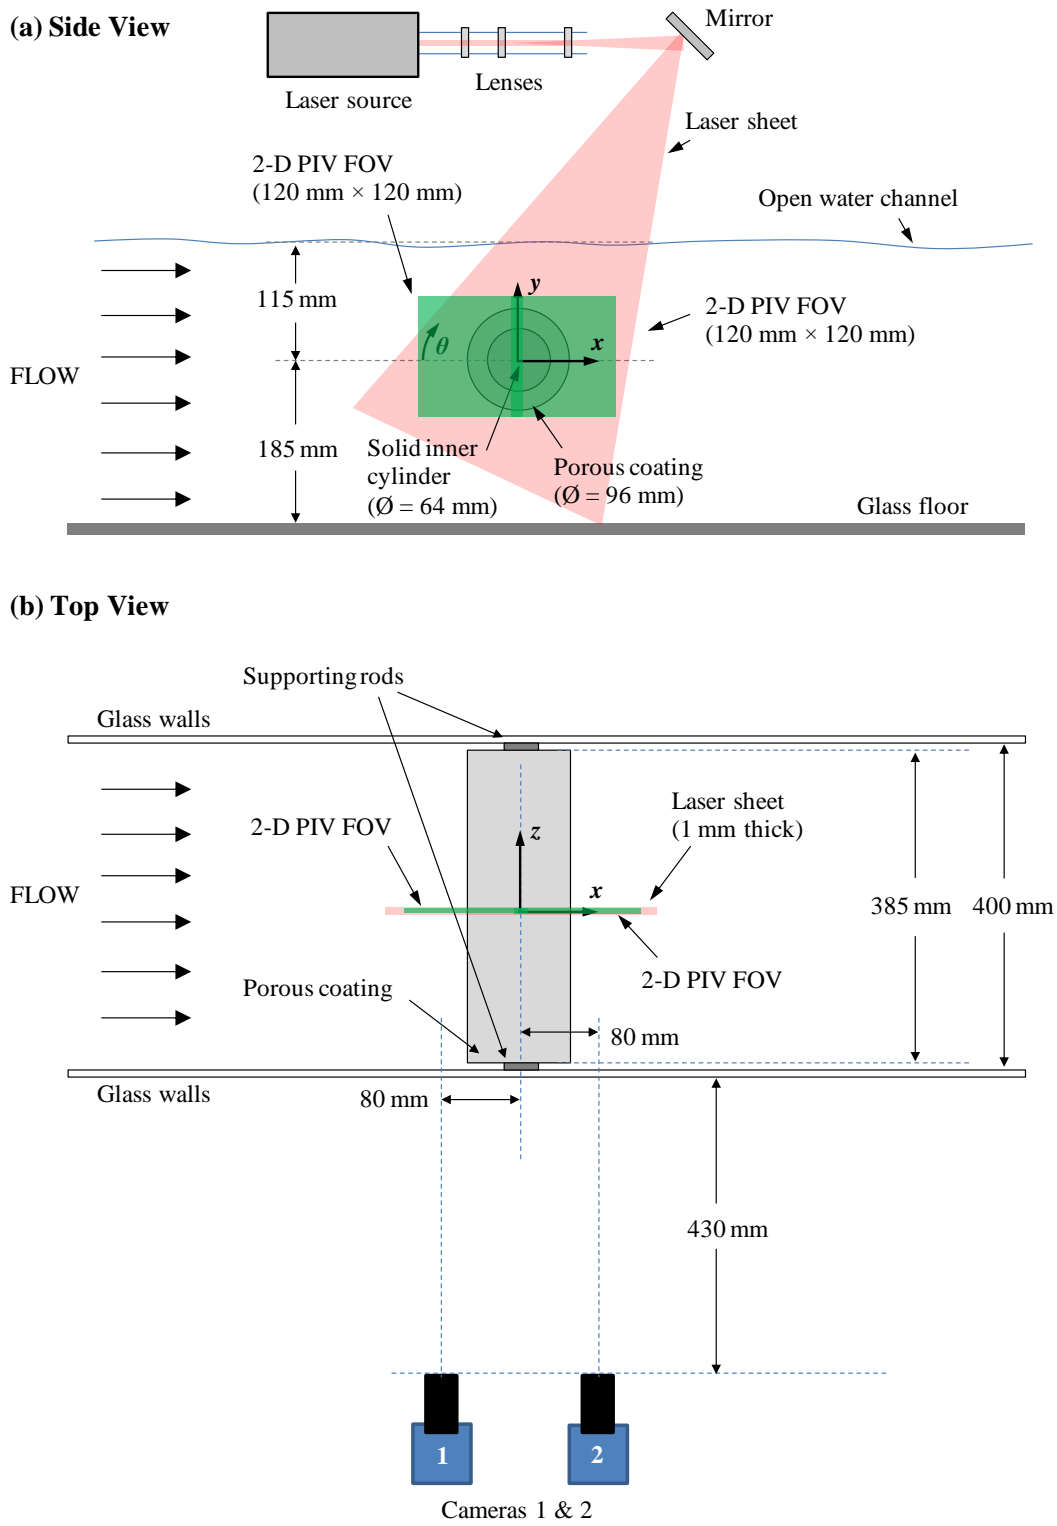 (a) Side View
Mirror
Laser source
Lenses
Laser sheet
2-D PIV FOV
(120 mm × 120 mm)
Open water channel
115 mm
y
2-D PIV FOV
(120 mm × 120 mm)
θ
x
FLOW
185 mm
Solid inner
cylinder
(Ø = 64 mm)
Porous coating
(Ø = 96 mm)
Glass floor
(b) Top View
Supporting rods
Glass walls
Laser sheet
(1 mm thick)
2-D PIV FOV
z
x
FLOW
385 mm
400 mm
2-D PIV FOV
Porous coating
80 mm
Glass walls
80 mm
430 mm
1
2
Cameras 1 & 2